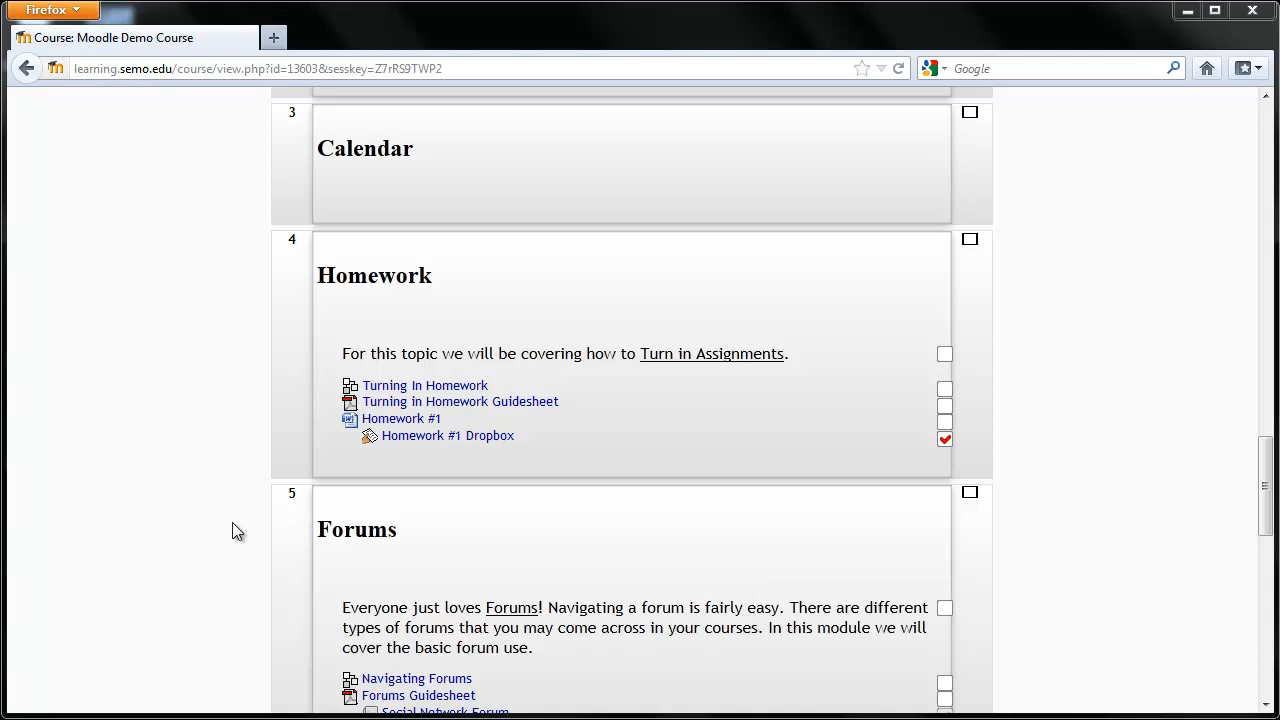 Firefox
Course: Moodle Demo Course
learning.semo.edu/course/view.php?id=13603&sesskey=Z7rRS9TWP2
Google
3
Calendar
4
Homework
For this topic we will be covering how to Turn in Assignments.
Turning In Homework
Turning in Homework Guidesheet
Homework #1
Homework #1 Dropbox
5
Forums
Everyone just loves Forums! Navigating a forum is fairly easy. There are different
types of forums that you may come across in your courses. In this module we will
cover the basic forum use.
Navigating Forums
Forums Guidesheet
Social Network Forum